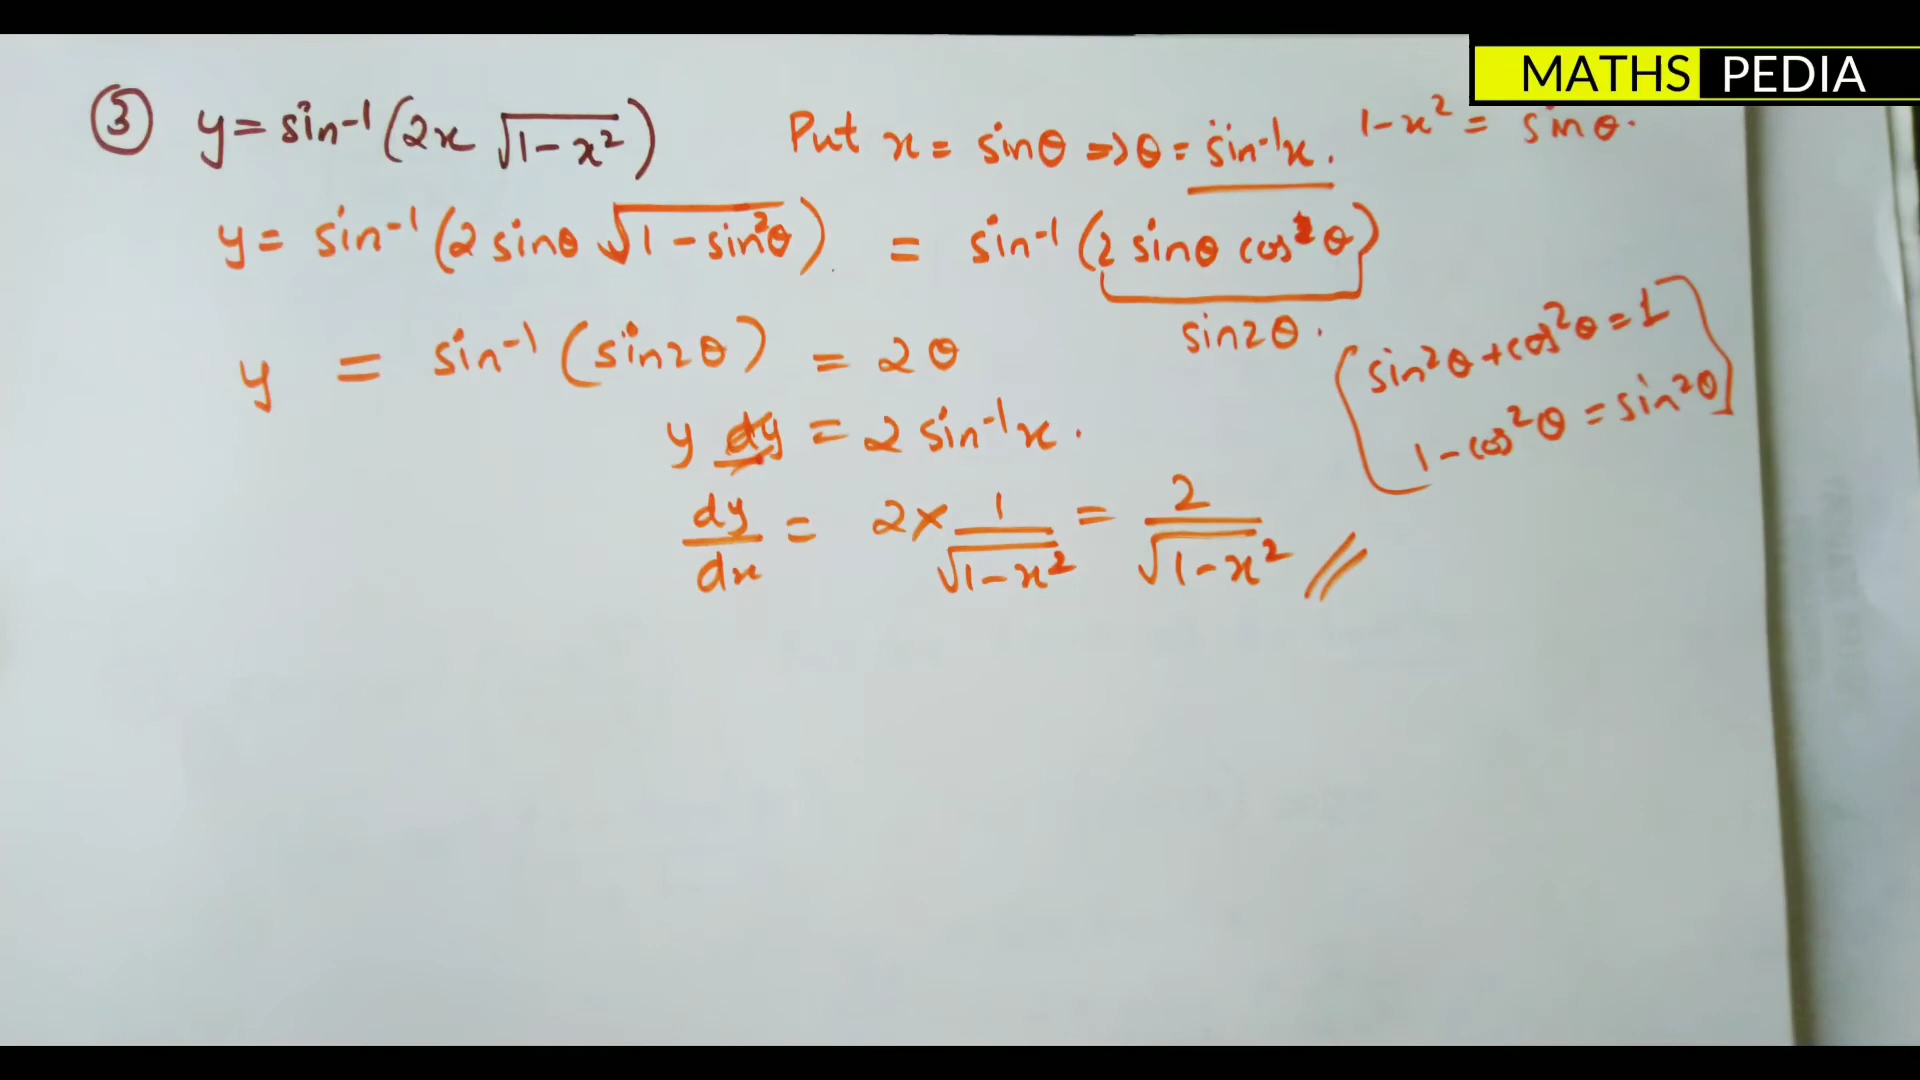 MATHS PEDIA
③ y = sin⁻¹(2x √(1-x²)) Put x = sinθ => θ = sin⁻¹x. 1-x² = sinθ.
y = sin⁻¹(2 sinθ √(1-sin²θ)) = sin⁻¹(2 sinθ cosθ)
sin2θ.
y = sin⁻¹(sin2θ) = 2θ
[sin²θ + cos²θ = 1
1-cos²θ = sin²θ]
y dy = 2 sin⁻¹x.
dy/dx = 2 × 1/√(1-x²) = 2/√(1-x²) //